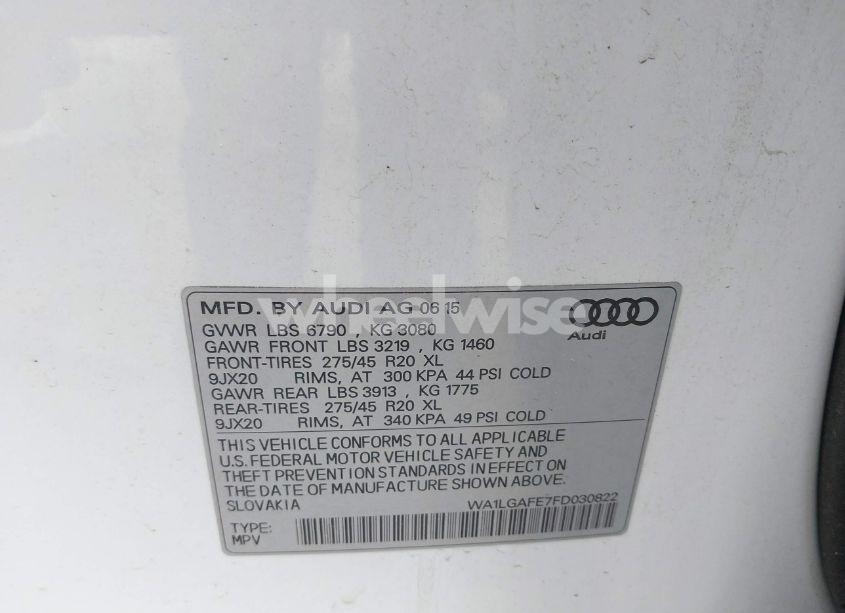 MFD. BY AUDI AG 06 15
GVWR LBS 6790 , KG 3080
GAWR FRONT LBS 3219 , KG 1460
FRONT-TIRES 275/45 R20 XL
9JX20 RIMS, AT 300 KPA 44 PSI COLD
GAWR REAR LBS 3913 , KG 1775
REAR-TIRES 275/45 R20 XL
9JX20 RIMS, AT 340 KPA 49 PSI COLD
Audi
THIS VEHICLE CONFORMS TO ALL APPLICABLE
U.S. FEDERAL MOTOR VEHICLE SAFETY AND
THEFT PREVENTION STANDARDS IN EFFECT ON
THE DATE OF MANUFACTURE SHOWN ABOVE.
SLOVAKIA WA1LGAFE7FD030822
TYPE:
MPV
wheelwise